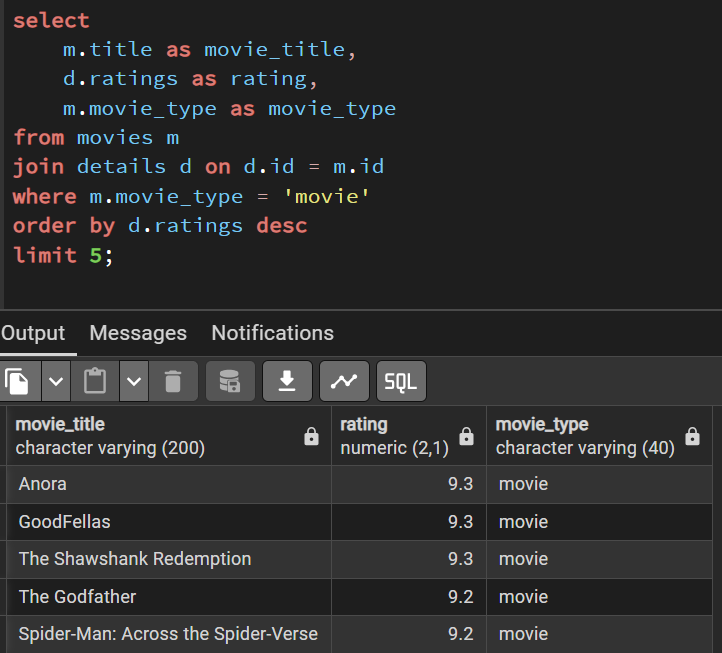 select
    m.title as movie_title,
    d.ratings as rating,
    m.movie_type as movie_type
from movies m
join details d on d.id = m.id
where m.movie_type = 'movie'
order by d.ratings desc
limit 5;
Output Messages Notifications
SQL
movie_title rating movie_type
character varying (200) numeric (2,1) character varying (40)
Anora 9.3 movie
GoodFellas 9.3 movie
The Shawshank Redemption 9.3 movie
The Godfather 9.2 movie
Spider-Man: Across the Spider-Verse 9.2 movie